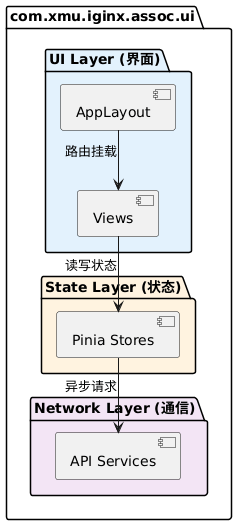 com.xmu.iginx.assoc.ui
UI Layer (界面)
AppLayout
路由挂载
Views
读写状态
State Layer (状态)
Pinia Stores
异步请求
Network Layer (通信)
API Services